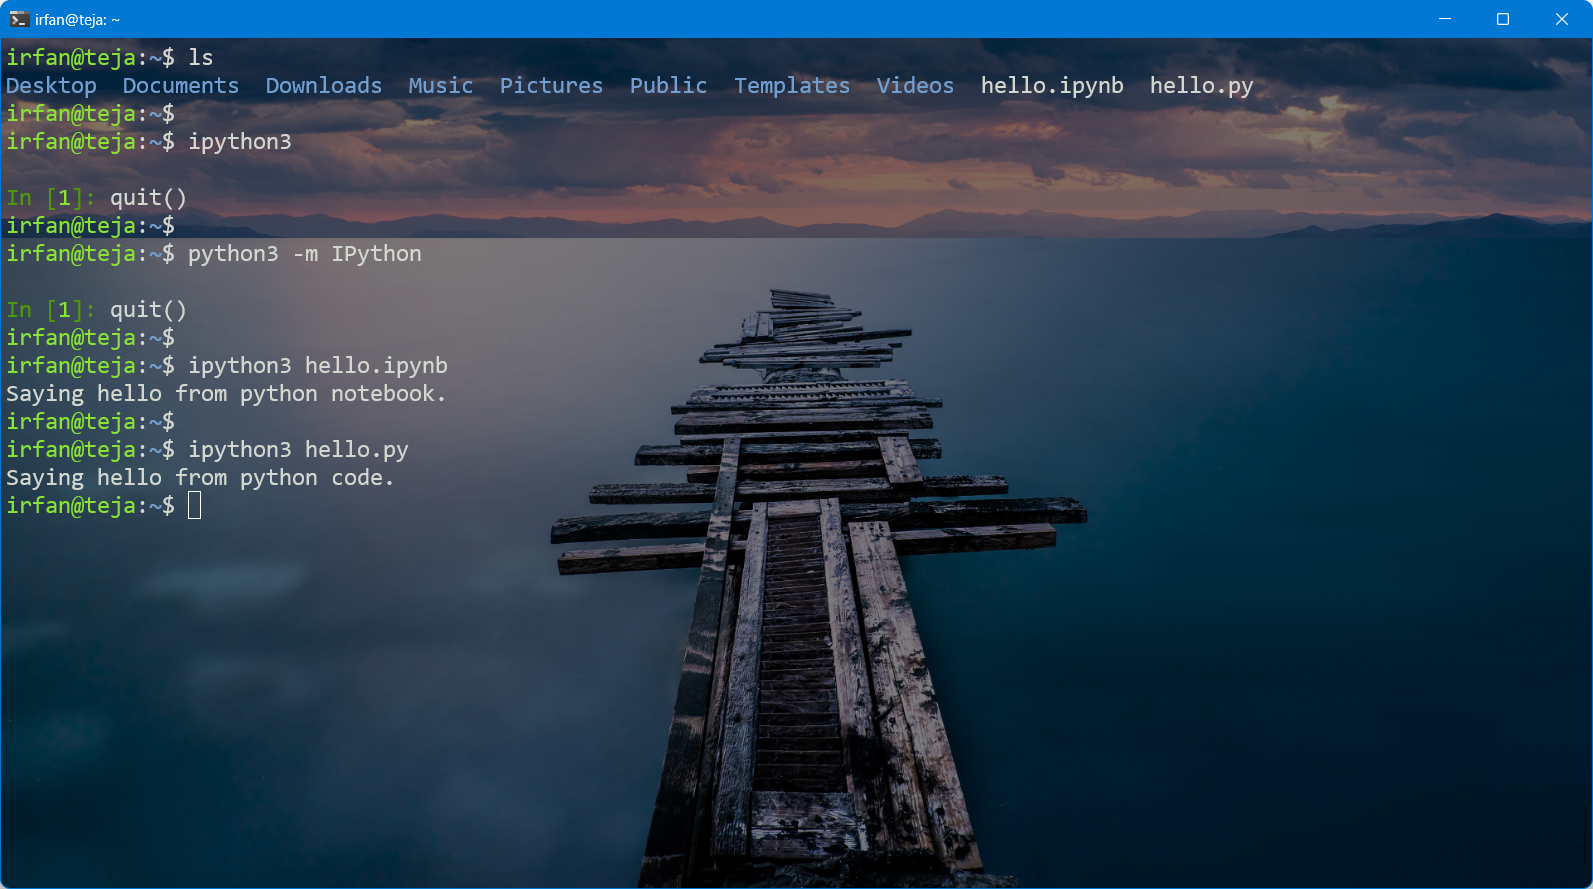 irfan@teja: ~
irfan@teja:~$ ls
Desktop  Documents  Downloads  Music  Pictures  Public  Templates  Videos  hello.ipynb  hello.py
irfan@teja:~$
irfan@teja:~$ ipython3
In [1]: quit()
irfan@teja:~$
irfan@teja:~$ python3 -m IPython
In [1]: quit()
irfan@teja:~$
irfan@teja:~$ ipython3 hello.ipynb
Saying hello from python notebook.
irfan@teja:~$
irfan@teja:~$ ipython3 hello.py
Saying hello from python code.
irfan@teja:~$